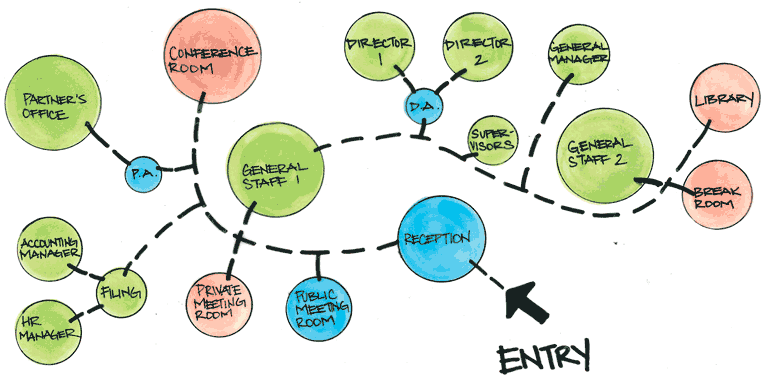 PARTNER'S
OFFICE
CONFERENCE
ROOM
P.A.
GENERAL
STAFF 1
DIRECTOR
1
DIRECTOR
2
D.A.
SUPER-
VISORS
GENERAL
MANAGER
GENERAL
STAFF 2
LIBRARY
BREAK
ROOM
ACCOUNTING
MANAGER
FILING
HR
MANAGER
PRIVATE
MEETING
ROOM
PUBLIC
MEETING
ROOM
RECEPTION
ENTRY